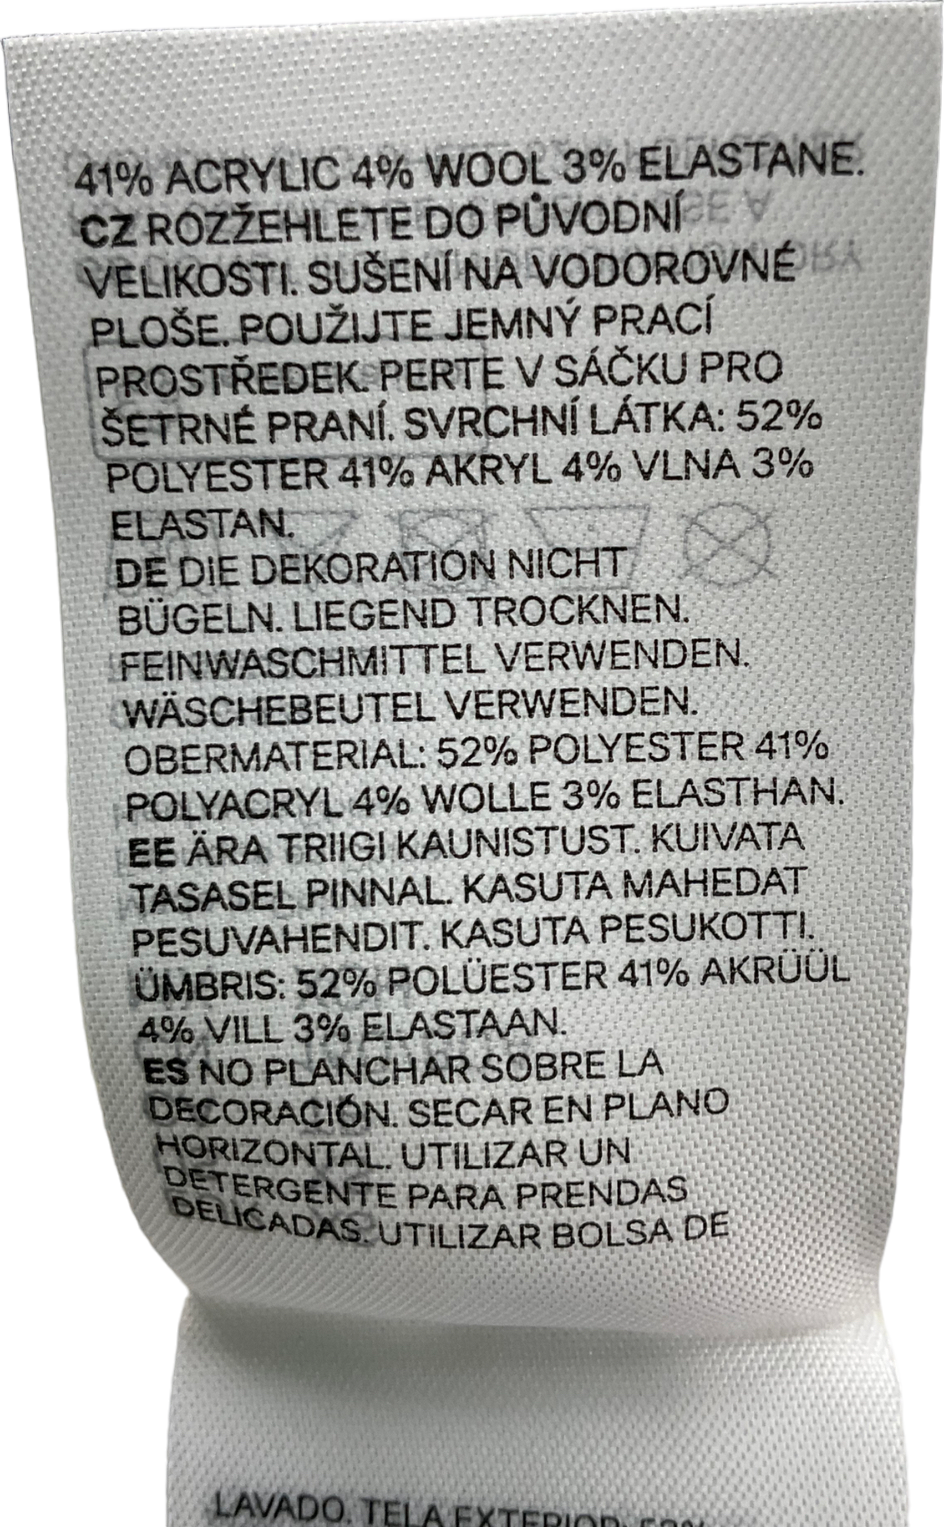 41% ACRYLIC 4% WOOL 3% ELASTANE.
CZ ROZŽEHLETE DO PŮVODNÍ
VELIKOSTI. SUŠENÍ NA VODOROVNÉ
PLOŠE. POUŽIJTE JEMNÝ PRACÍ
PROSTŘEDEK. PERTE V SÁČKU PRO
ŠETRNÉ PRANÍ. SVRCHNÍ LÁTKA: 52%
POLYESTER 41% AKRYL 4% VLNA 3%
ELASTAN.
DE DIE DEKORATION NICHT
BÜGELN. LIEGEND TROCKNEN.
FEINWASCHMITTEL VERWENDEN.
WÄSCHEBEUTEL VERWENDEN.
OBERMATERIAL: 52% POLYESTER 41%
POLYACRYL 4% WOLLE 3% ELASTHAN.
EE ÄRA TRIIGI KAUNISTUST. KUIVATA
TASASEL PINNAL. KASUTA MAHEDAT
PESUVAHENDIT. KASUTA PESUKOTTI.
ÜMBRIS: 52% POLÜESTER 41% AKRÜÜL
4% VILL 3% ELASTAAN.
ES NO PLANCHAR SOBRE LA
DECORACIÓN. SECAR EN PLANO
HORIZONTAL. UTILIZAR UN
DETERGENTE PARA PRENDAS
DELICADAS. UTILIZAR BOLSA DE
LAVADO. TELA EXTERIOR: 52%